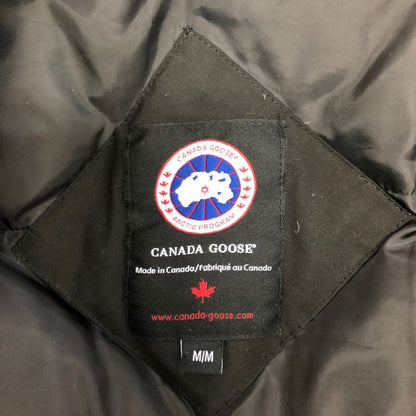 CANADA GOOSE®
ARCTIC PROGRAM
CANADA GOOSE®
Made in Canada/Fabriqué au Canada
www.canada-goose.com
M/M